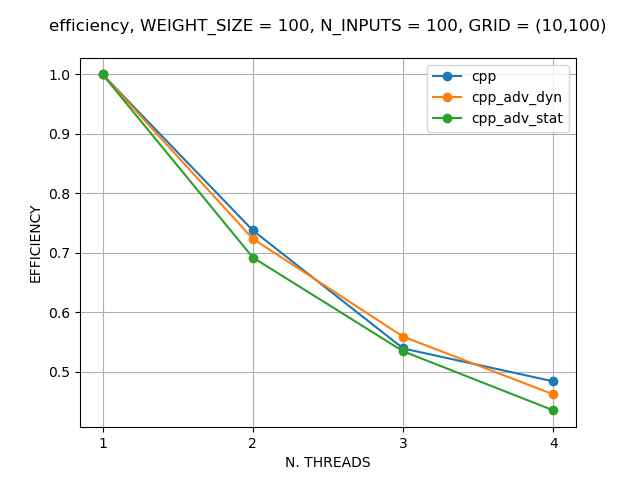 efficiency, WEIGHT_SIZE = 100, N_INPUTS = 100, GRID = (10,100)
cpp
cpp_adv_dyn
cpp_adv_stat
1.0
0.9
0.8
0.7
0.6
0.5
EFFICIENCY
1 2 3 4
N. THREADS